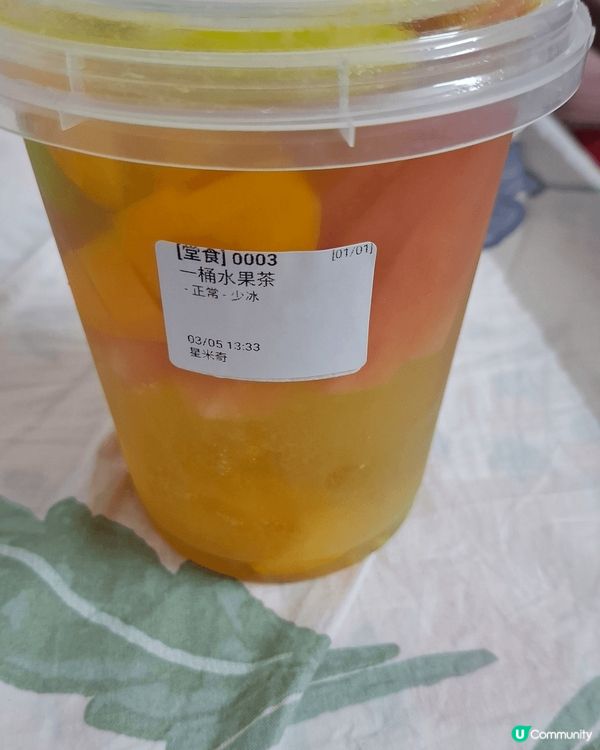 [堂食] 0003 [01/01]
一桶水果茶
- 正常 - 少冰
03/05 13:33
星米奇
U Community